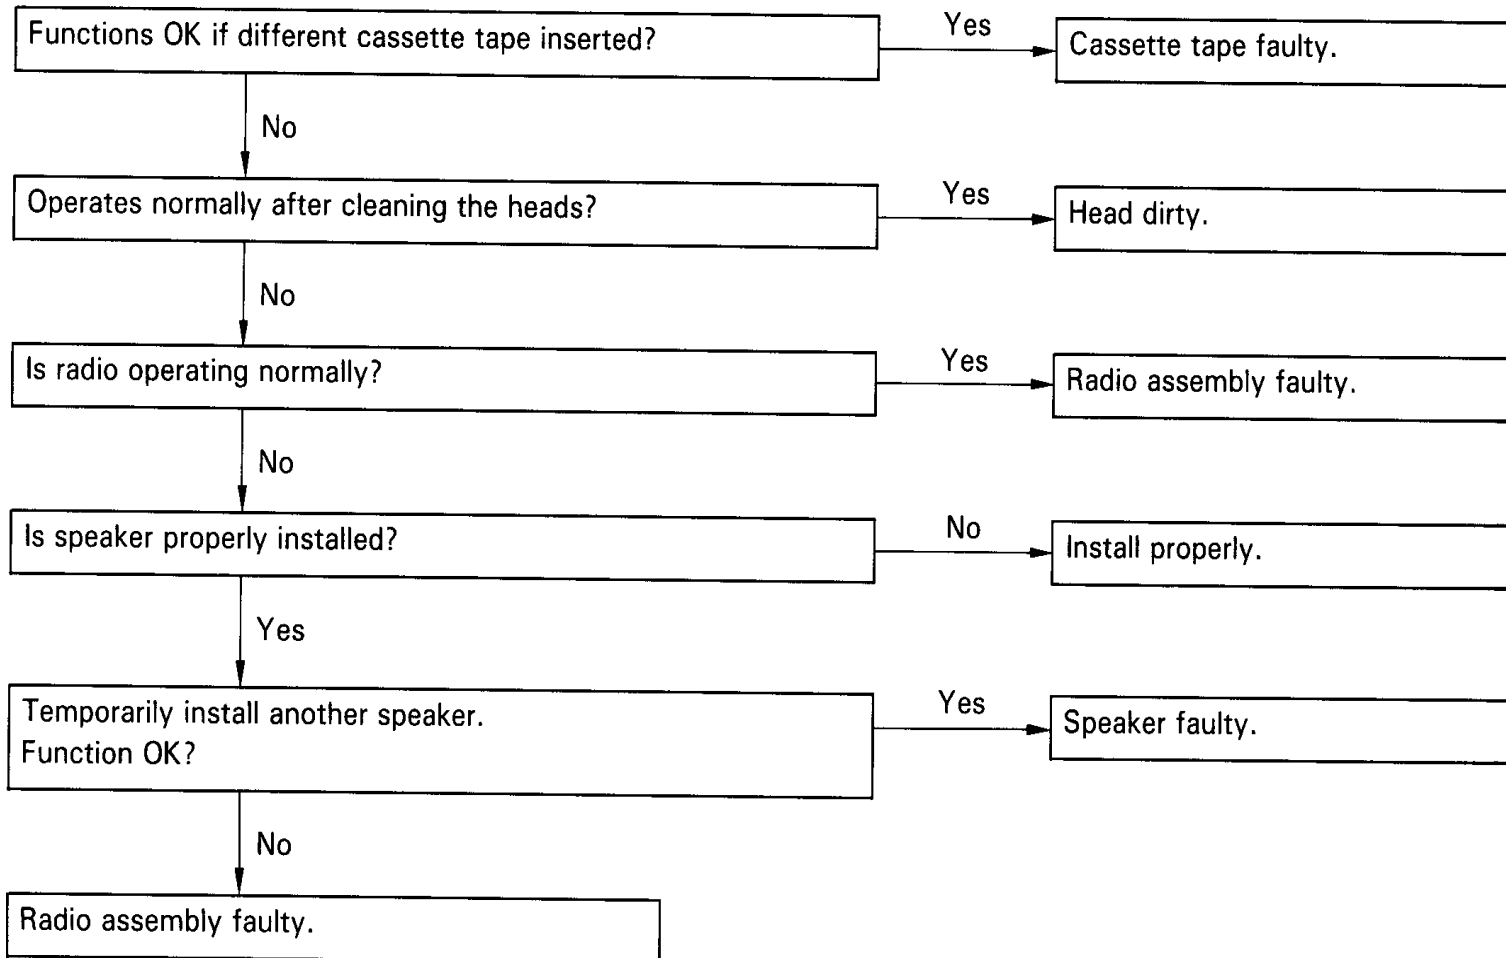 Functions OK if different cassette tape inserted?
Yes
Cassette tape faulty.
No
Operates normally after cleaning the heads?
Yes
Head dirty.
No
Is radio operating normally?
Yes
Radio assembly faulty.
No
Is speaker properly installed?
No
Install properly.
Yes
Temporarily install another speaker.
Function OK?
Yes
Speaker faulty.
No
Radio assembly faulty.